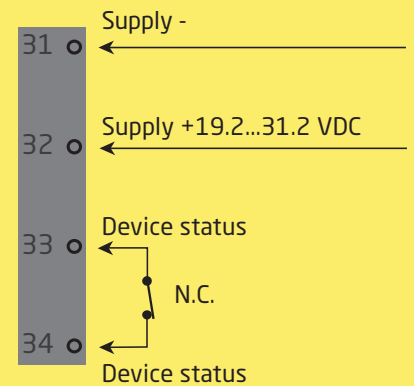 Supply -
31
Supply +19.2...31.2 VDC
32
Device status
33
N.C.
34
Device status